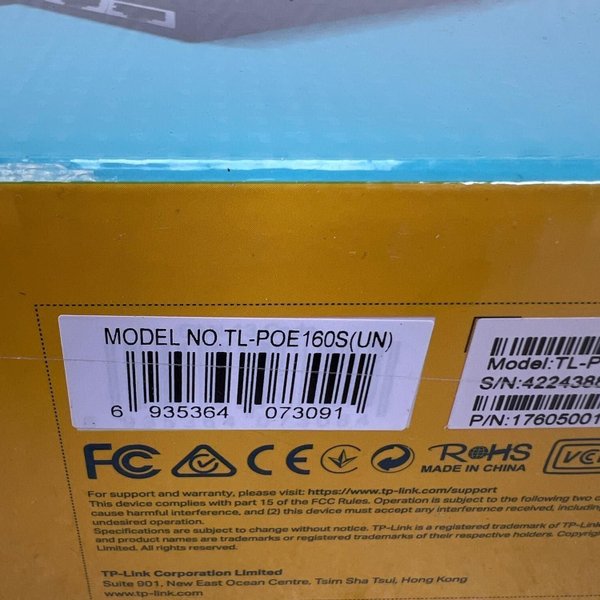 MODEL NO.TL-POE160S(UN)
6 935364 073091
Model:TL-P
S/N:4224388
P/N:17605001
FC CE RoHS
MADE IN CHINA
For support and warranty, please visit: https://www.tp-link.com/support
This device complies with part 15 of the FCC Rules. Operation is subject to the following two
cause harmful interference, and (2) this device must accept any interference received, including
undesired operation.
Specifications are subject to change without notice. TP-Link is a registered trademark of TP-Link
and product names are trademarks or registered trademarks of their respective holders. Copyright
Limited. All rights reserved.
TP-Link Corporation Limited
Suite 901, New East Ocean Centre, Tsim Sha Tsui, Hong Kong
www.tp-link.com